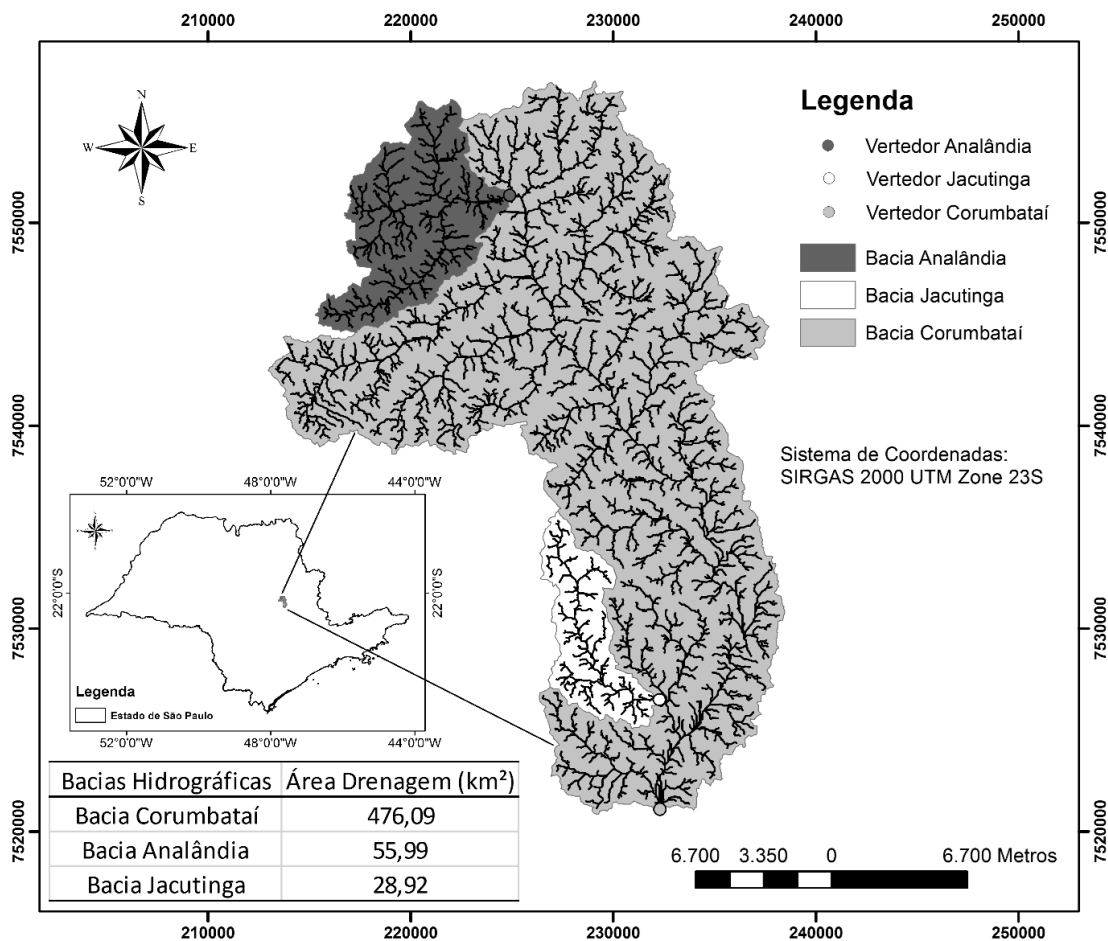 210000 220000 230000 240000 250000
N
W E
S
Legenda
Vertedor Analândia
Vertedor Jacutinga
Vertedor Corumbataí
Bacia Analândia
Bacia Jacutinga
Bacia Corumbataí
7550000 7550000
7540000 7540000
Sistema de Coordenadas:
SIRGAS 2000 UTM Zone 23S
52°0'0"W 48°0'0"W 44°0'0"W
22°0'0"S 22°0'0"S
7530000 7530000
Legenda
Estado de São Paulo
52°0'0"W 48°0'0"W 44°0'0"W
Bacias Hidrográficas Área Drenagem (km²)
Bacia Corumbataí 476,09
Bacia Analândia 55,99
Bacia Jacutinga 28,92
7520000 7520000
6.700 3.350 0 6.700 Metros
210000 220000 230000 240000 250000